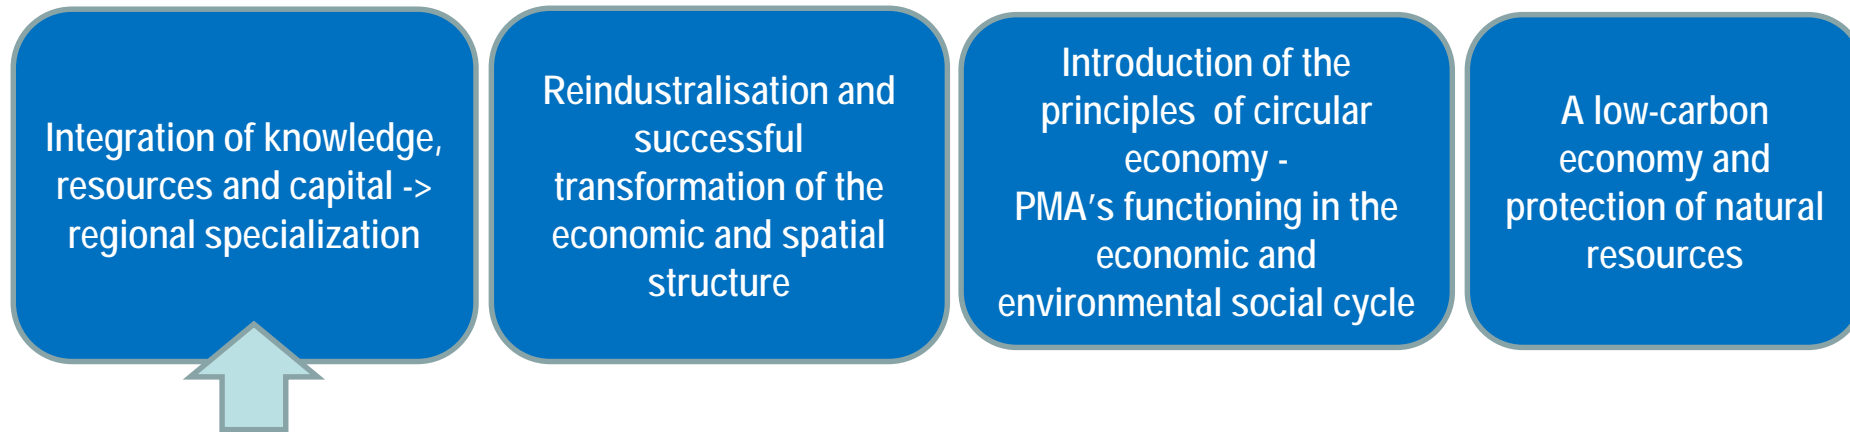 Integration of knowledge,
resources and capital ->
regional specialization
Reindustralisation and
successful
transformation of the
economic and spatial
structure
Introduction of the
principles of circular
economy -
PMA's functioning in the
economic and
environmental social cycle
A low-carbon
economy and
protection of natural
resources